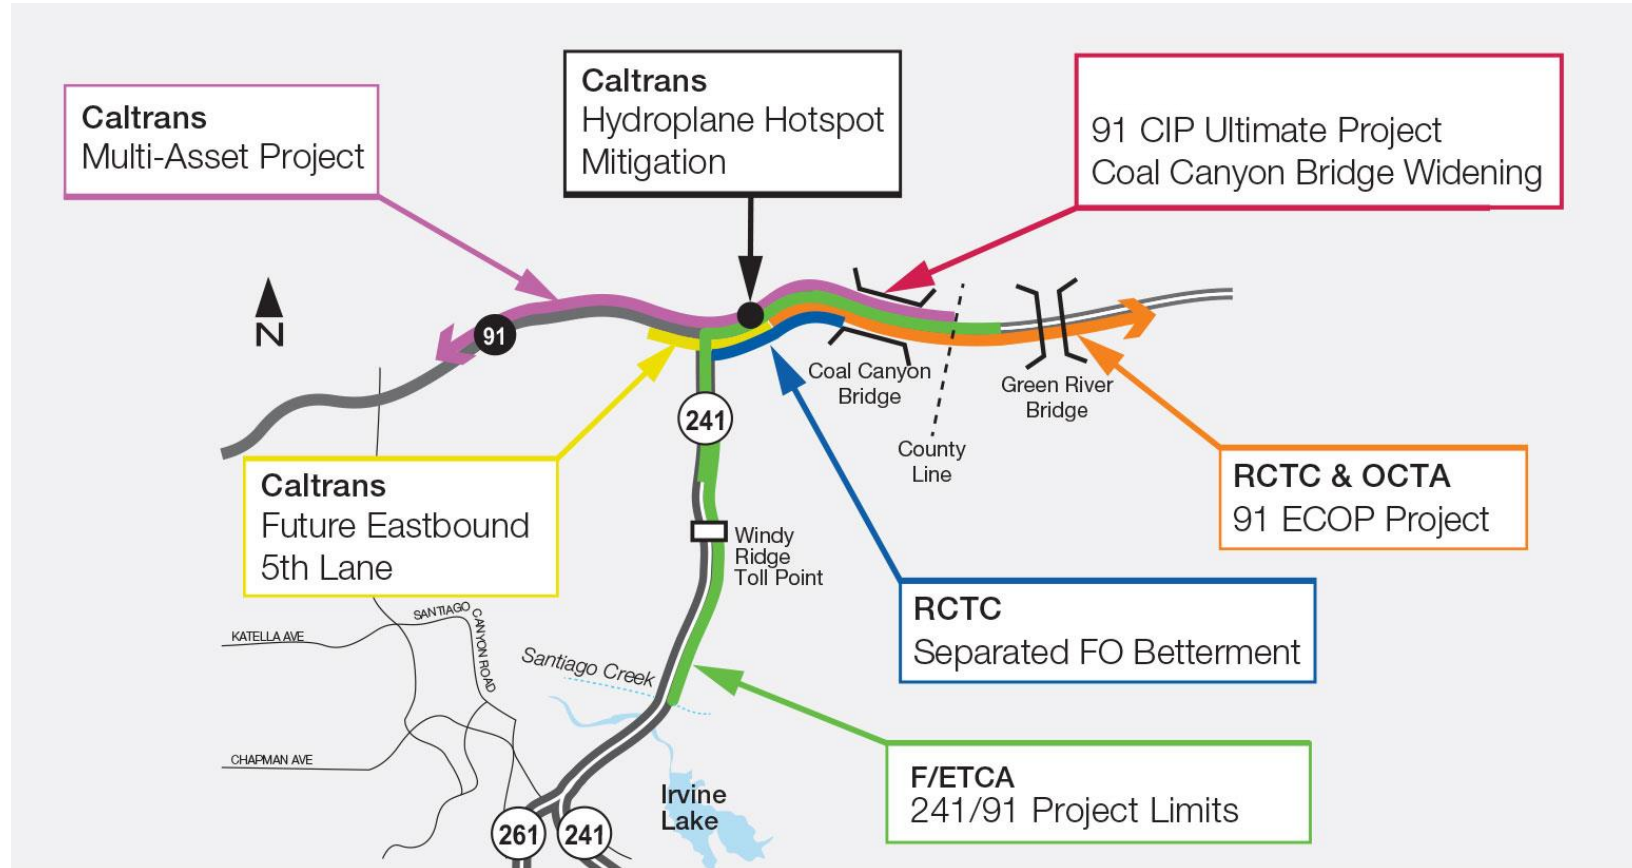 Caltrans
Multi-Asset Project
Caltrans
Hydroplane Hotspot
Mitigation
91 CIP Ultimate Project
Coal Canyon Bridge Widening
N
91
241
Coal Canyon
Bridge
Green River
Bridge
County
Line
Caltrans
Future Eastbound
5th Lane
RCTC & OCTA
91 ECOP Project
Windy
Ridge
Toll Point
RCTC
Separated FO Betterment
KATELLA AVE
SANTIAGO
CANYON ROAD
Santiago Creek
CHAPMAN AVE
Irvine
Lake
F/ETCA
241/91 Project Limits
261
241